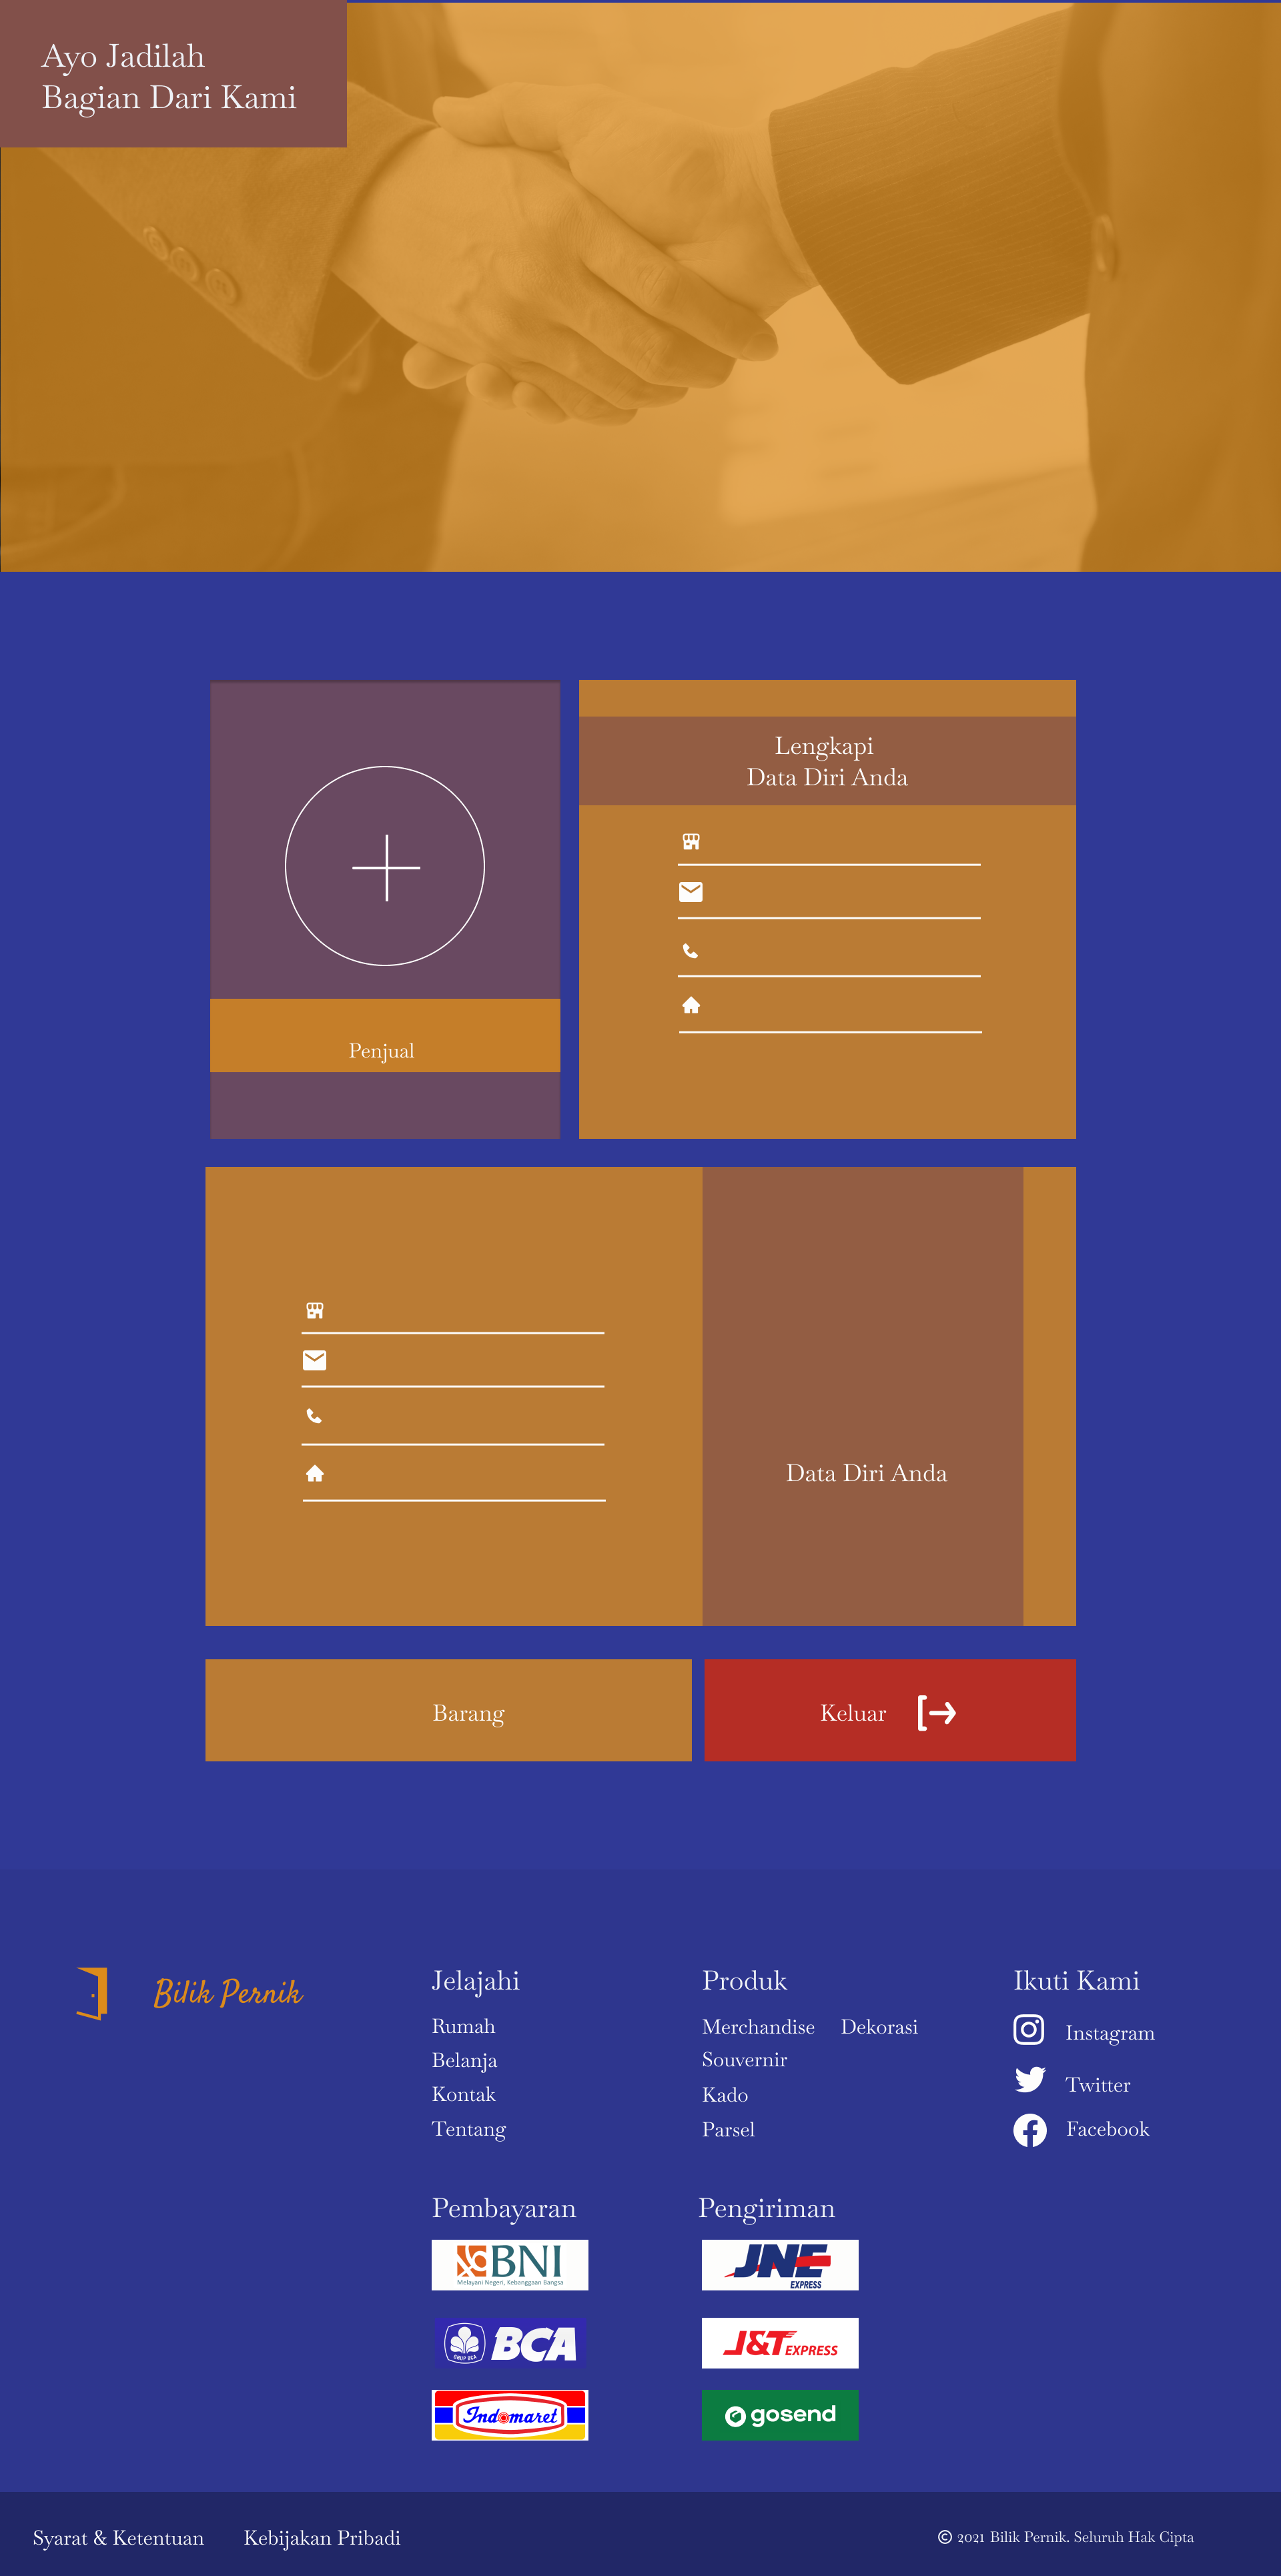 Ayo Jadilah
Bagian Dari Kami
Penjual
Lengkapi
Data Diri Anda
Data Diri Anda
Barang
Keluar
Bilik Pernik
Jelajahi
Rumah
Belanja
Kontak
Tentang
Produk
Merchandise Dekorasi
Souvernir
Kado
Parsel
Ikuti Kami
Instagram
Twitter
Facebook
Pembayaran
BNI
Melayani Negeri, Kebanggaan Bangsa
GRUP BCA
BCA
Indomaret
Pengiriman
JNE
EXPRESS
J&T EXPRESS
gosend
Syarat & Ketentuan
Kebijakan Pribadi
© 2021 Bilik Pernik. Seluruh Hak Cipta